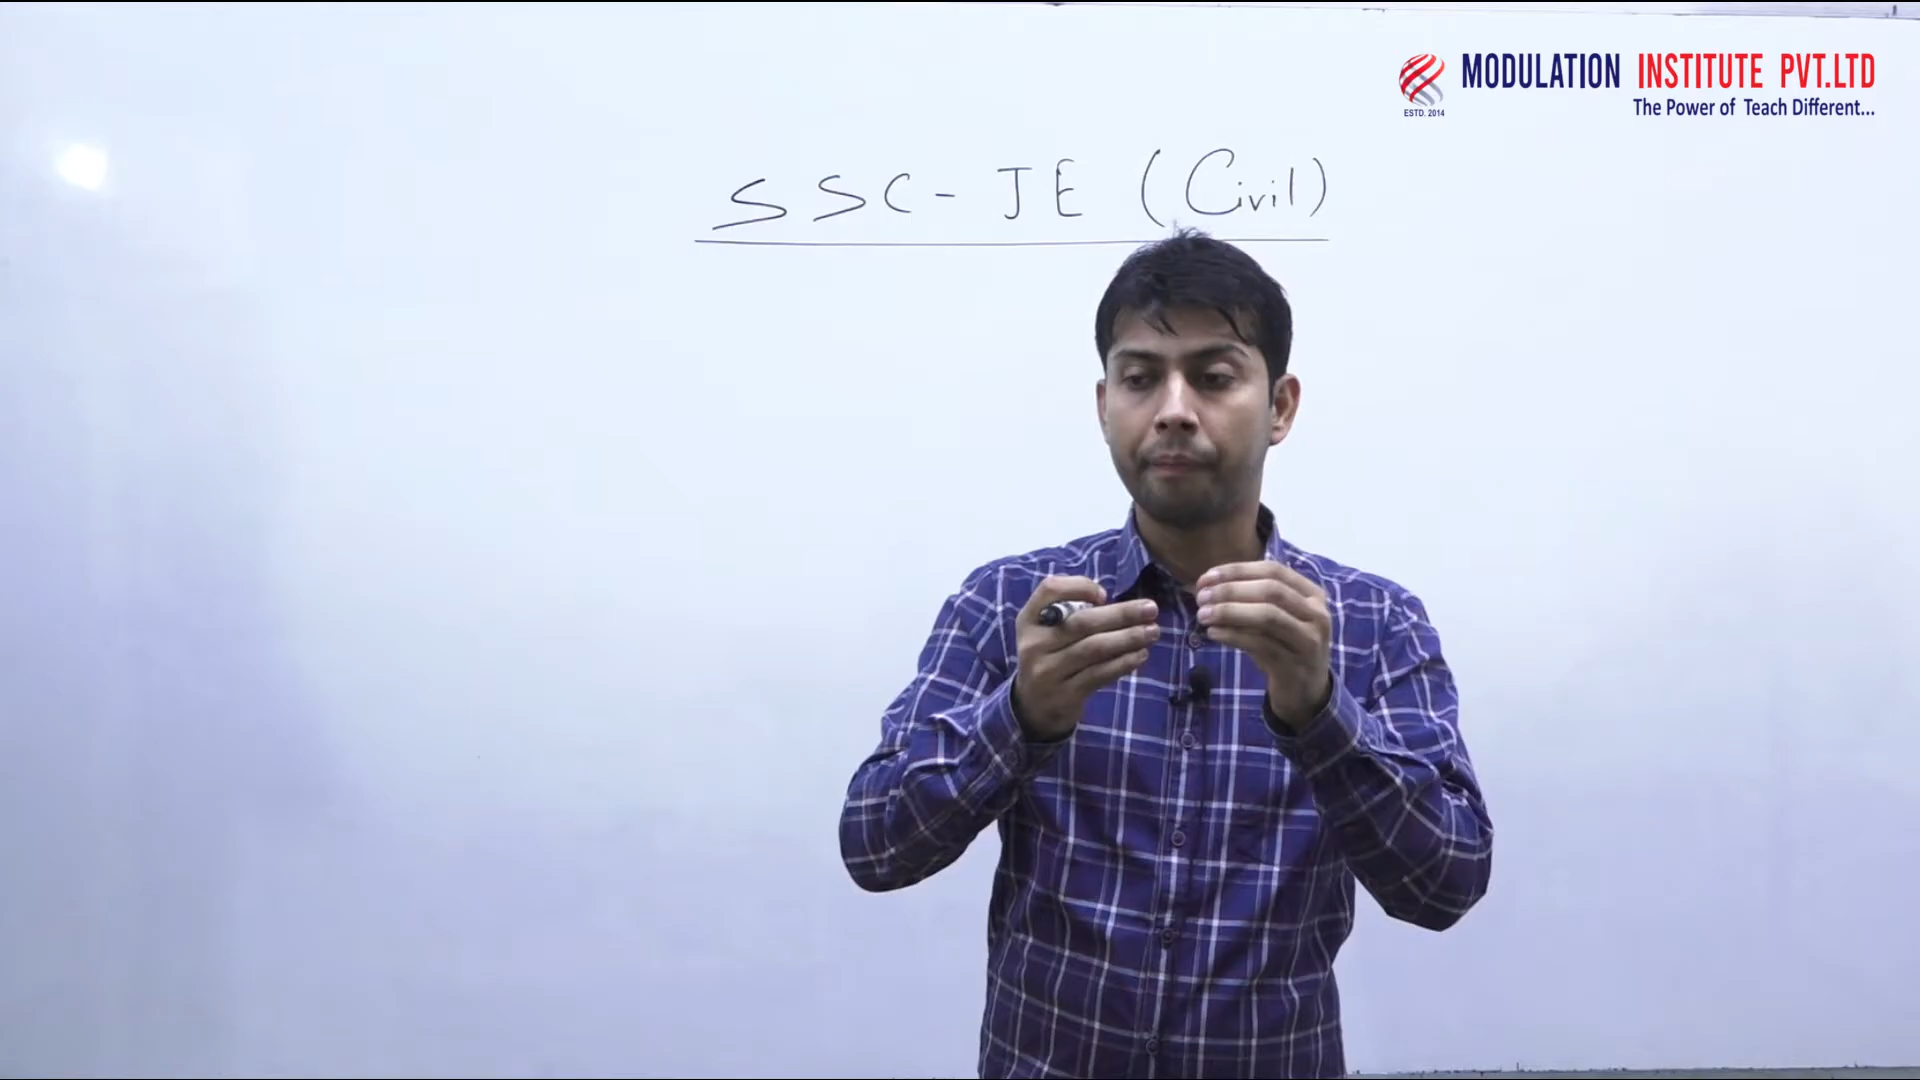 MODULATION INSTITUTE PVT.LTD
The Power of Teach Different...
ESTD. 2014
SSC-JE (Civil)